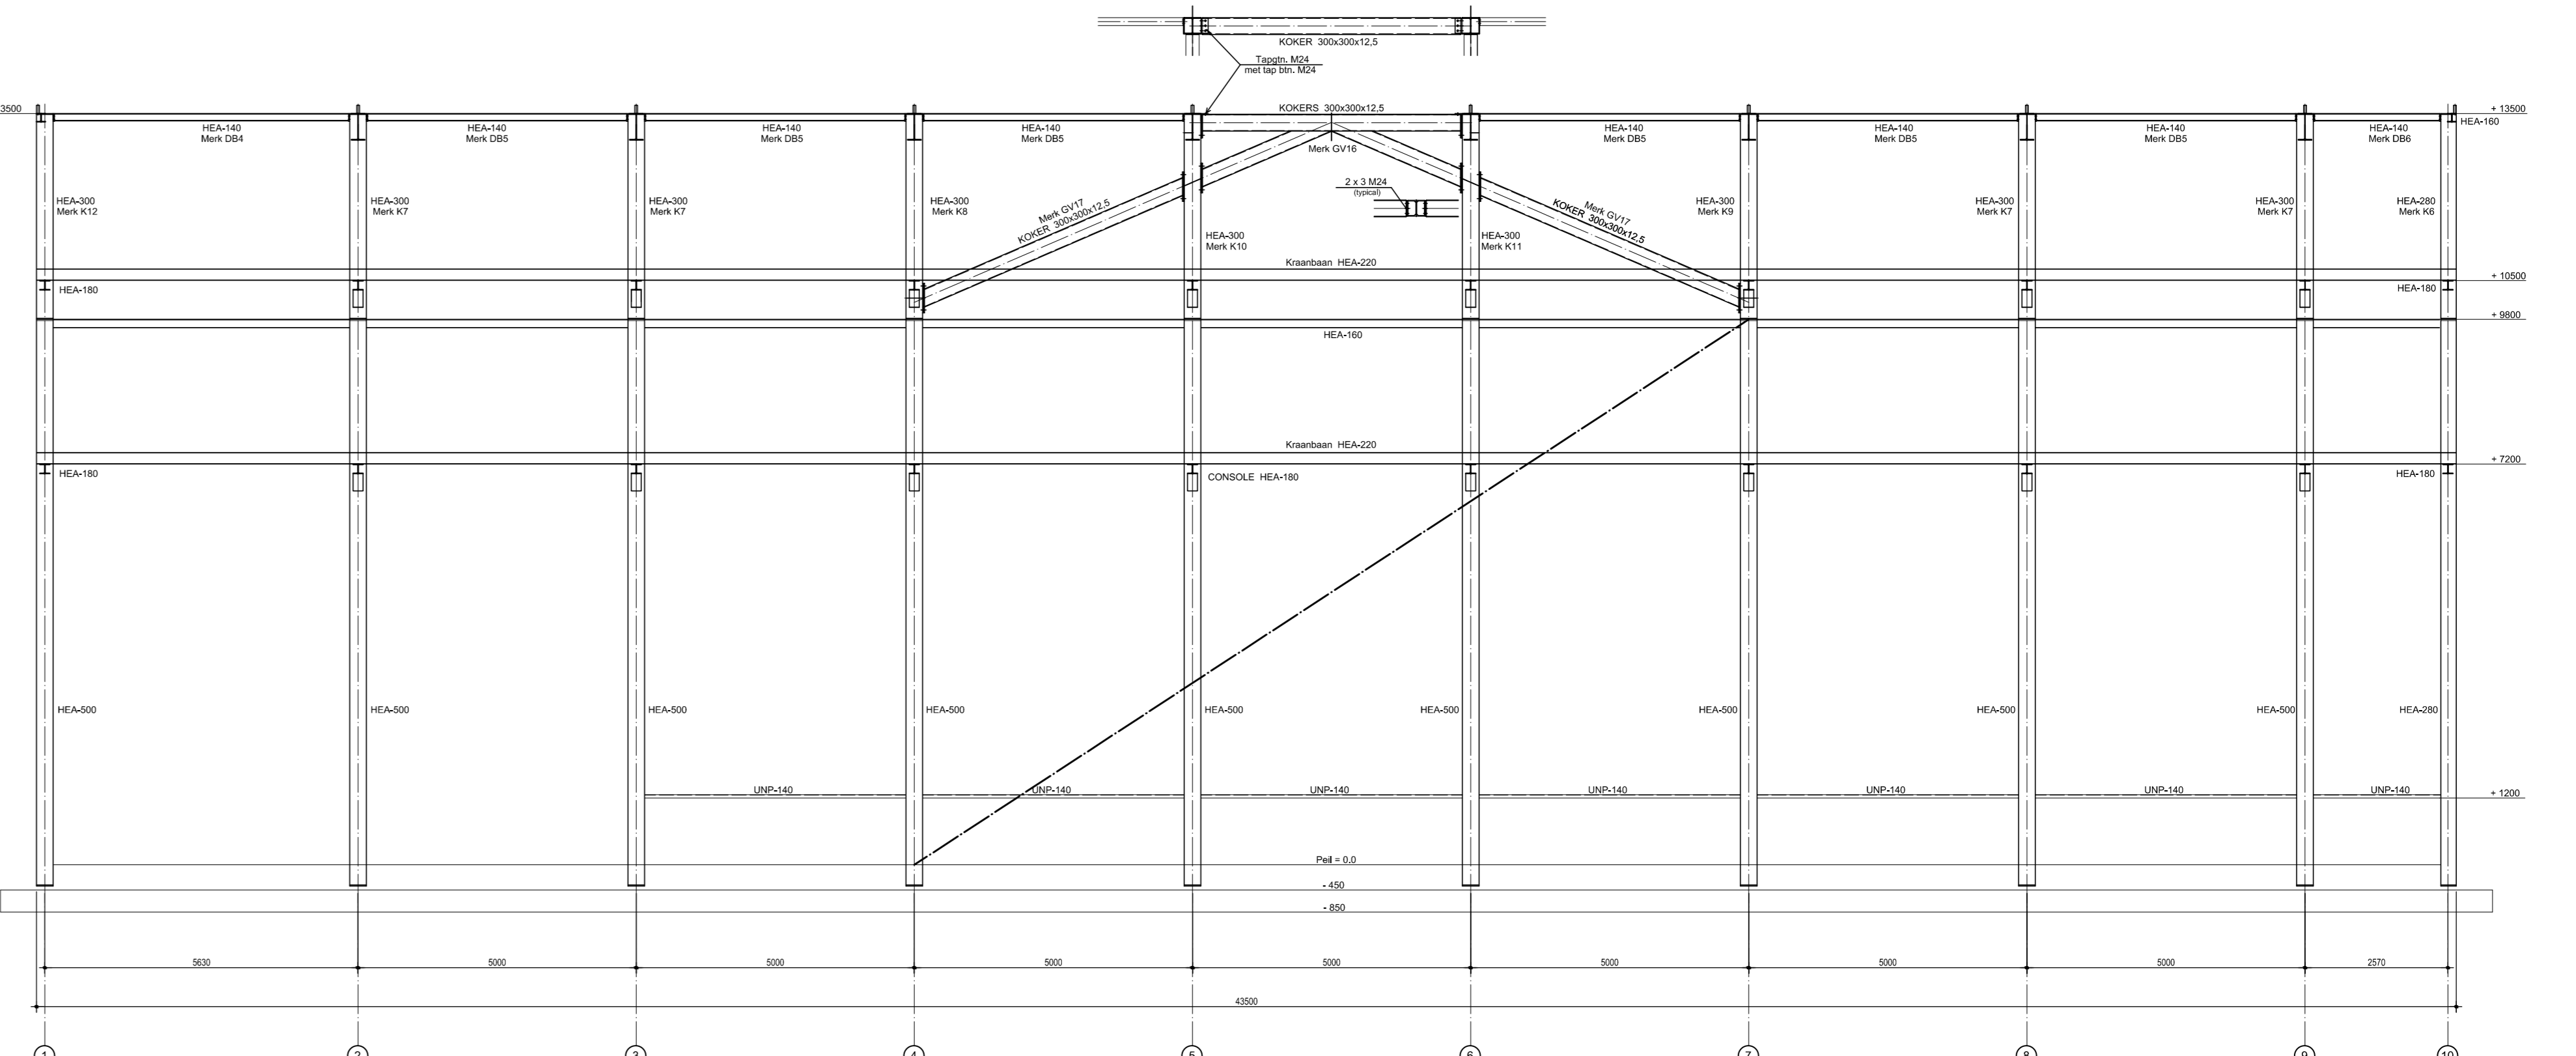 KOKER 300x300x12,5
Tapgtn. M24
met tap btn. M24
3500
KOKERS 300x300x12,5
+ 13500
HEA-140
Merk DB4
HEA-140
Merk DB5
HEA-140
Merk DB5
HEA-140
Merk DB5
HEA-140
Merk DB5
HEA-140
Merk DB5
HEA-140
Merk DB5
HEA-140
Merk DB6
HEA-160
Merk GV16
2 x 3 M24
(typical)
HEA-300
Merk K12
HEA-300
Merk K7
HEA-300
Merk K7
HEA-300
Merk K8
Merk GV17
KOKER 300x300x12,5
HEA-300
Merk K10
HEA-300
Merk K11
Merk GV17
KOKER 300x300x12,5
HEA-300
Merk K9
HEA-300
Merk K7
HEA-300
Merk K7
HEA-280
Merk K6
Kraanbaan HEA-220
+ 10500
HEA-180
HEA-180
+ 9800
HEA-160
Kraanbaan HEA-220
+ 7200
HEA-180
CONSOLE HEA-180
HEA-180
HEA-500
HEA-500
HEA-500
HEA-500
HEA-500
HEA-500
HEA-500
HEA-500
HEA-500
HEA-280
UNP-140
UNP-140
UNP-140
UNP-140
UNP-140
UNP-140
UNP-140
+ 1200
Peil = 0.0
- 450
- 850
5630
5000
5000
5000
5000
5000
5000
5000
2570
43500
1
2
3
4
5
6
7
8
9
10